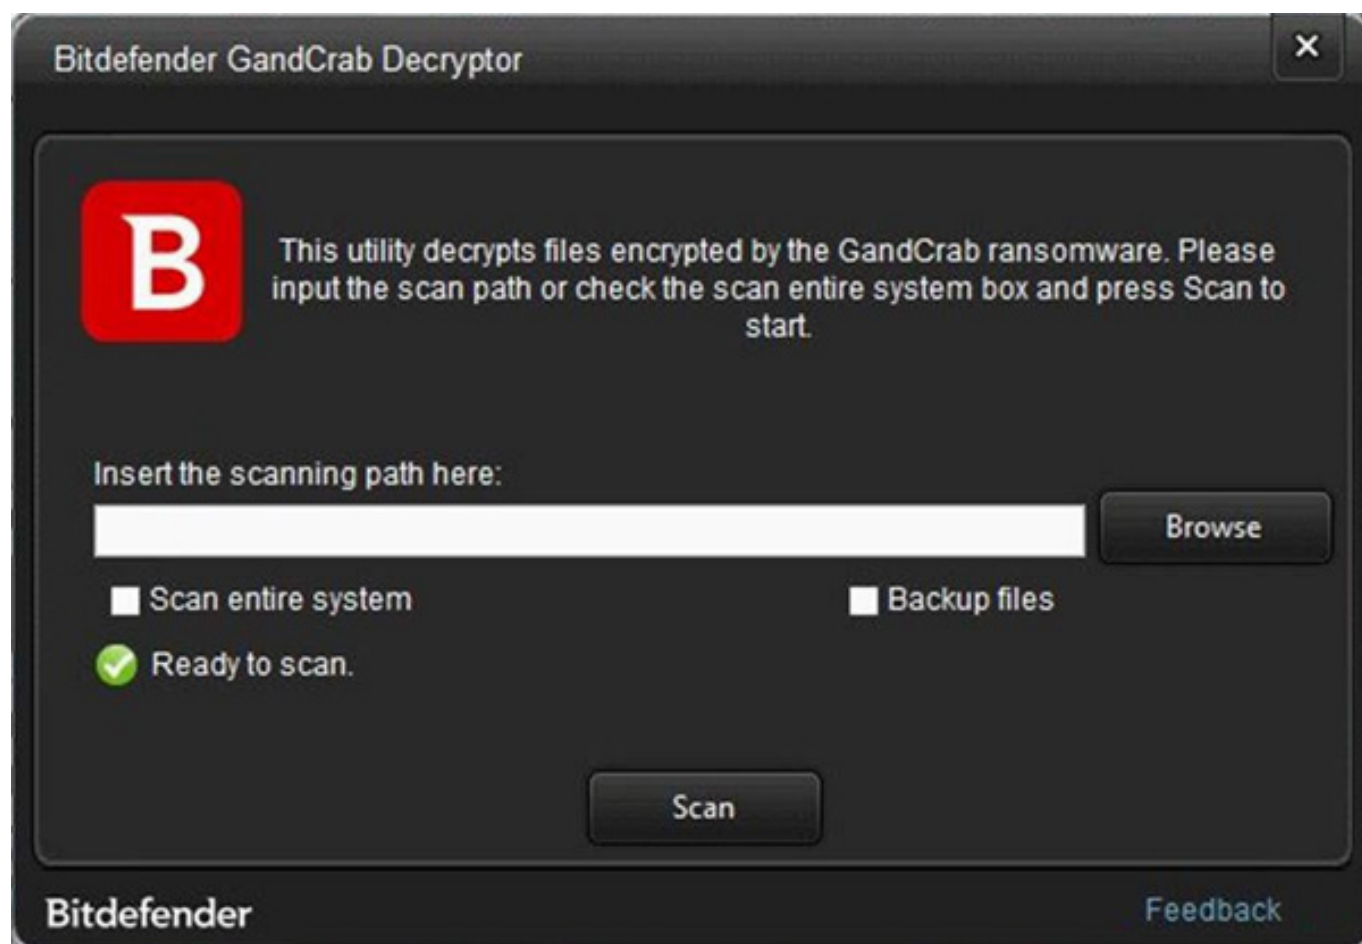 Bitdefender GandCrab Decryptor
B
This utility decrypts files encrypted by the GandCrab ransomware. Please
input the scan path or check the scan entire system box and press Scan to
start.
Insert the scanning path here:
Browse
Scan entire system
Backup files
Ready to scan.
Scan
Bitdefender
Feedback